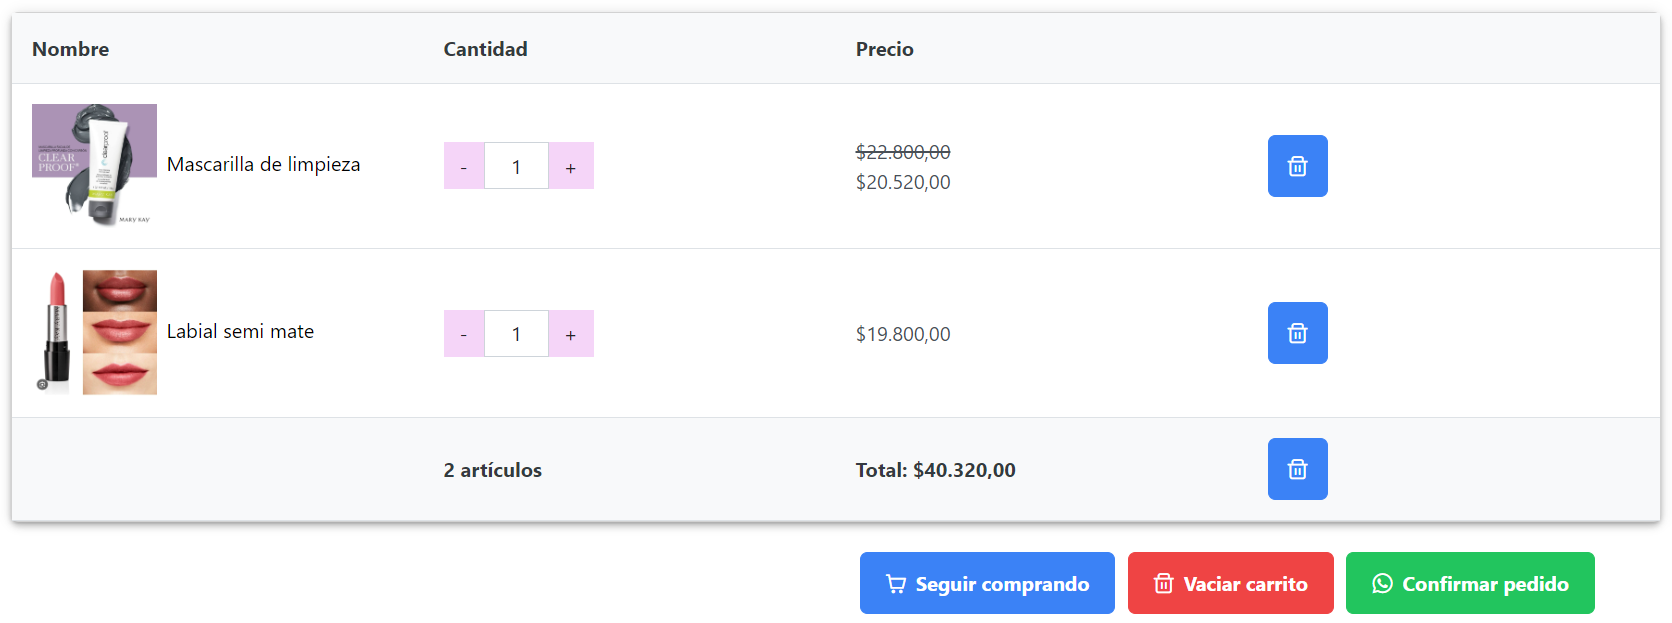 Nombre Cantidad Precio
CLEAR
PROOF®
clearproof
MARY KAY
Mascarilla de limpieza
- 1 +
$22.800,00
$20.520,00
Labial semi mate
- 1 +
$19.800,00
2 artículos Total: $40.320,00
Seguir comprando Vaciar carrito Confirmar pedido